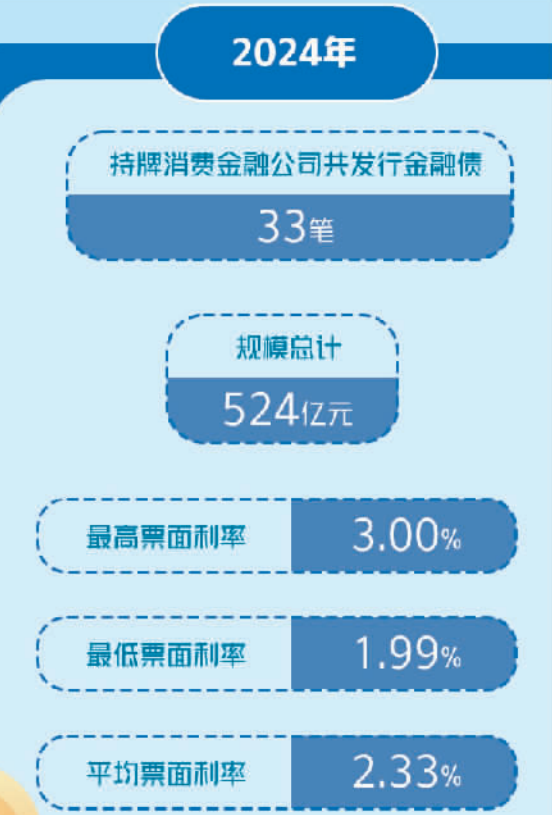 2024年
持牌消费金融公司共发行金融债
33笔
规模总计
524亿元
最高票面利率 3.00%
最低票面利率 1.99%
平均票面利率 2.33%